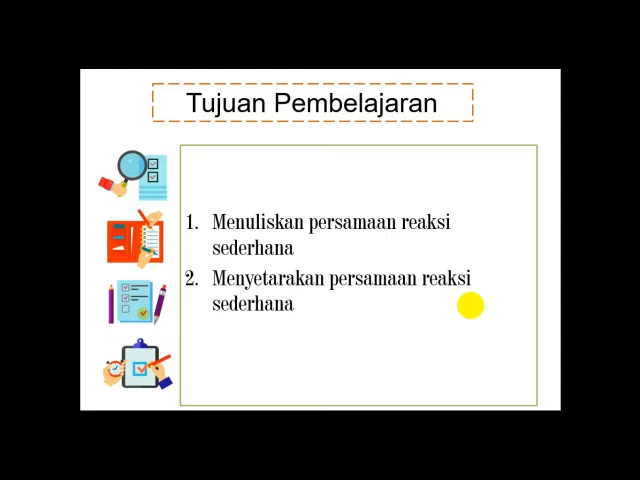 Tujuan Pembelajaran
1. Menuliskan persamaan reaksi
sederhana
2. Menyetarakan persamaan reaksi
sederhana